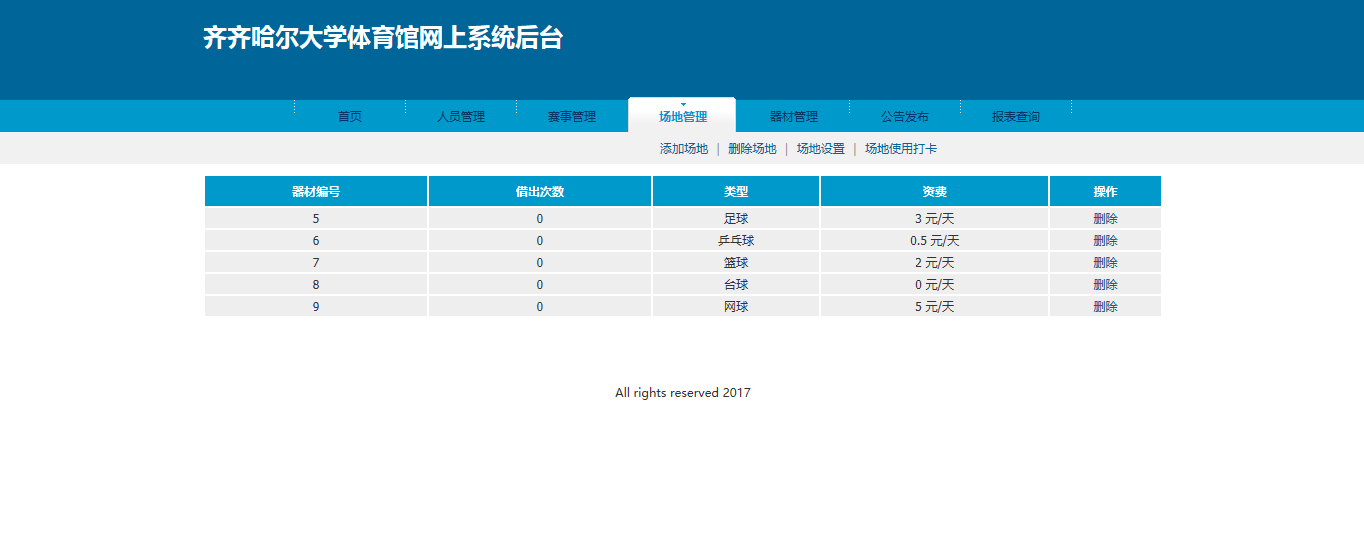 齐齐哈尔大学体育馆网上系统后台
首页 人员管理 赛事管理 场地管理 器材管理 公告发布 报表查询
添加场地 | 删除场地 | 场地设置 | 场地使用打卡
器材编号 借出次数 类型 资费 操作
5 0 足球 3 元/天 删除
6 0 乒乓球 0.5 元/天 删除
7 0 篮球 2 元/天 删除
8 0 台球 0 元/天 删除
9 0 网球 5 元/天 删除
All rights reserved 2017